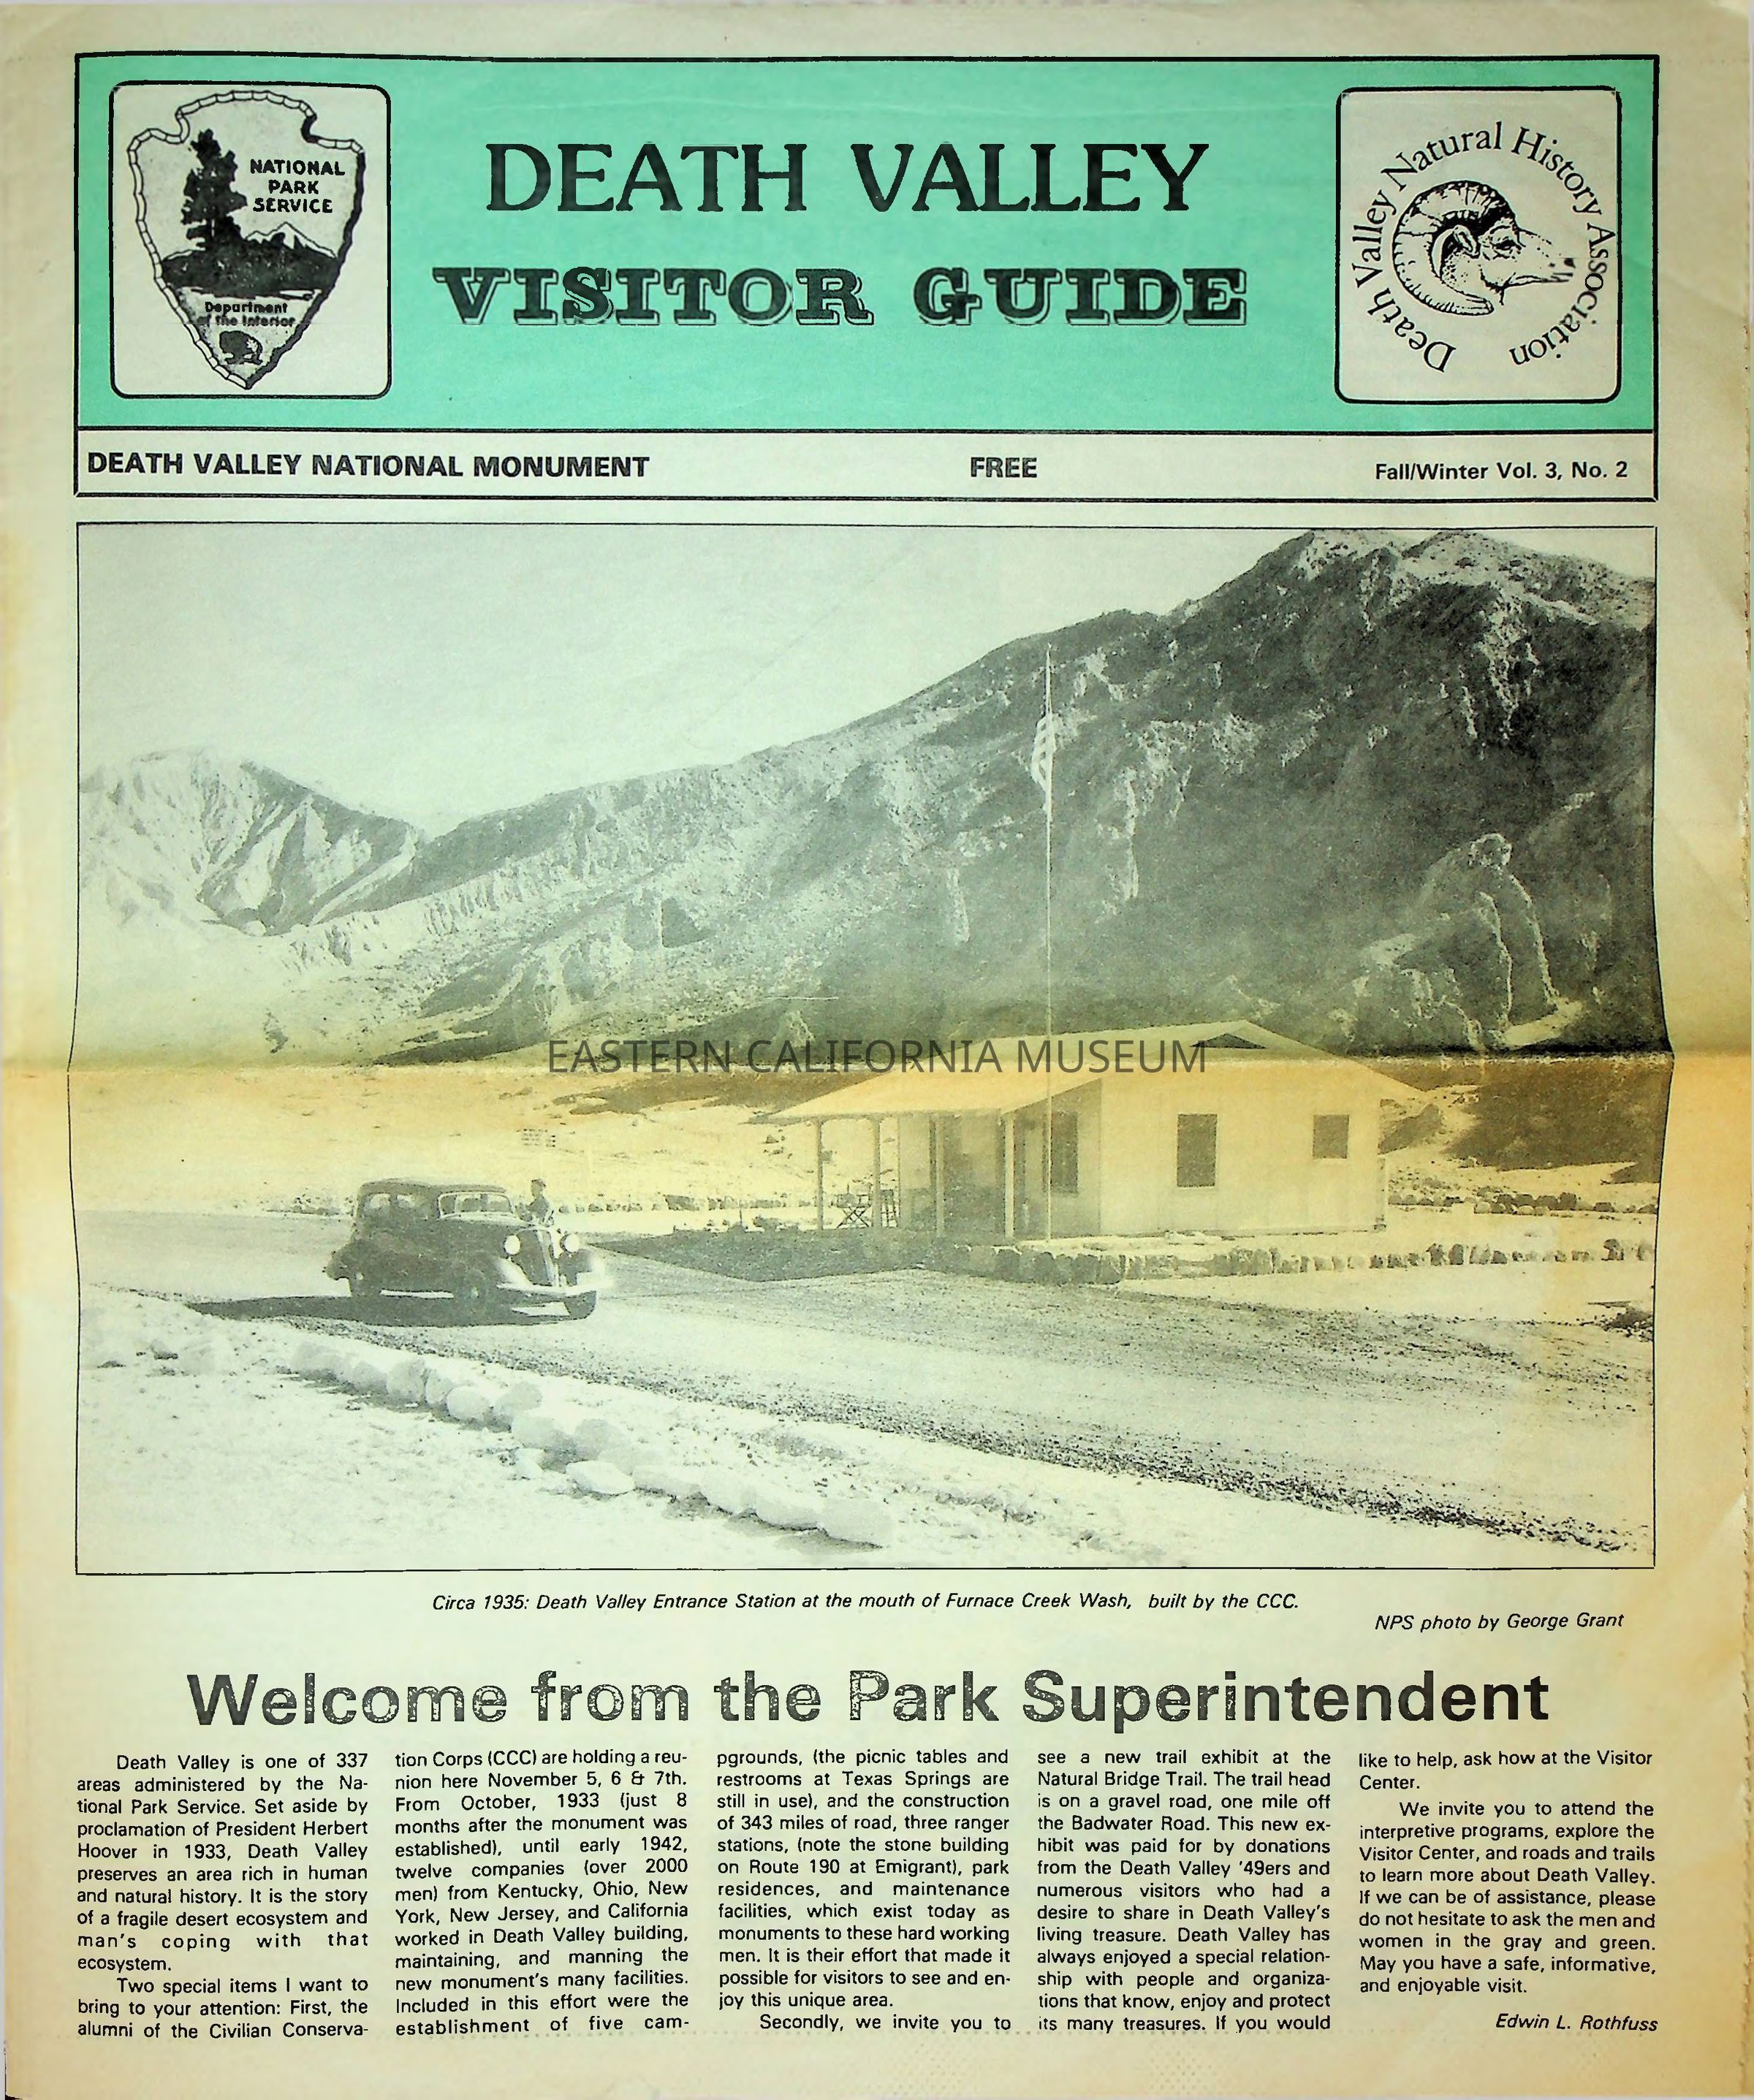 NATIONAL
PARK
SERVICE
Department
of the Interior
DEATH VALLEY
VISITOR GUIDE
Death Valley Natural History Association
DEATH VALLEY NATIONAL MONUMENT
FREE
Fall/Winter Vol. 3, No. 2
EASTERN CALIFORNIA MUSEUM
Circa 1935: Death Valley Entrance Station at the mouth of Furnace Creek Wash, built by the CCC.
NPS photo by George Grant
Welcome from the Park Superintendent
Death Valley is one of 337
areas administered by the Na-
tional Park Service. Set aside by
proclamation of President Herbert
Hoover in 1933, Death Valley
preserves an area rich in human
and natural history. It is the story
of a fragile desert ecosystem and
man's coping with that
ecosystem.
Two special items I want to
bring to your attention: First, the
alumni of the Civilian Conserva-
tion Corps (CCC) are holding a reu-
nion here November 5, 6 & 7th.
From October, 1933 (just 8
months after the monument was
established), until early 1942,
twelve companies (over 2000
men) from Kentucky, Ohio, New
York, New Jersey, and California
worked in Death Valley building,
maintaining, and manning the
new monument's many facilities.
Included in this effort were the
establishment of five cam-
pgrounds, (the picnic tables and
restrooms at Texas Springs are
still in use), and the construction
of 343 miles of road, three ranger
stations, (note the stone building
on Route 190 at Emigrant), park
residences, and maintenance
facilities, which exist today as
monuments to these hard working
men. It is their effort that made it
possible for visitors to see and en-
joy this unique area.
Secondly, we invite you to
see a new trail exhibit at the
Natural Bridge Trail. The trail head
is on a gravel road, one mile off
the Badwater Road. This new ex-
hibit was paid for by donations
from the Death Valley '49ers and
numerous visitors who had a
desire to share in Death Valley's
living treasure. Death Valley has
always enjoyed a special relation-
ship with people and organiza-
tions that know, enjoy and protect
its many treasures. If you would
like to help, ask how at the Visitor
Center.
We invite you to attend the
interpretive programs, explore the
Visitor Center, and roads and trails
to learn more about Death Valley.
If we can be of assistance, please
do not hesitate to ask the men and
women in the gray and green.
May you have a safe, informative,
and enjoyable visit.
Edwin L. Rothfuss